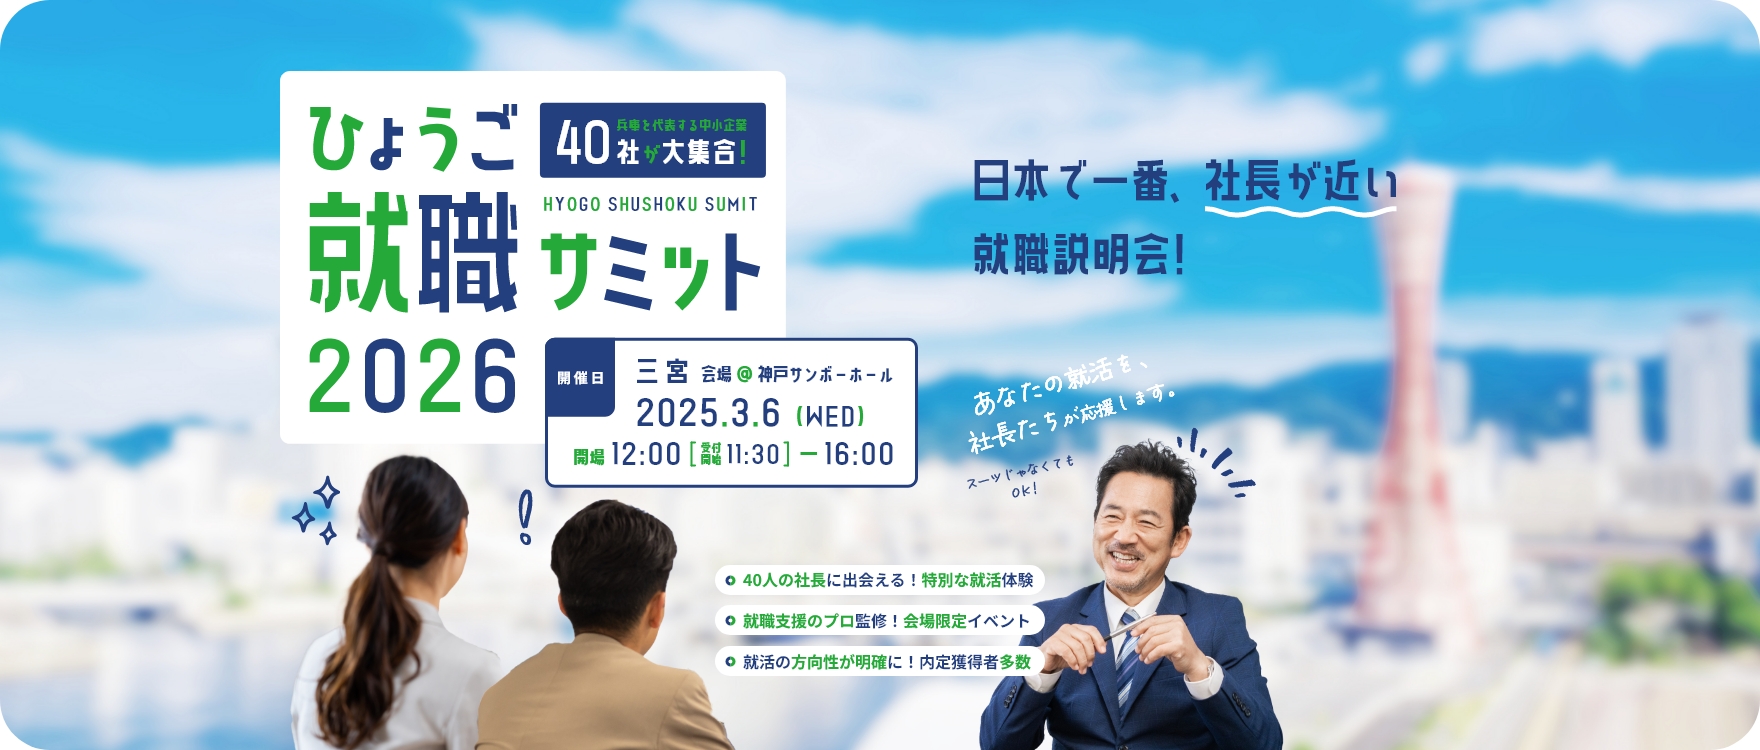 ひょうご
就職
2026
40社が大集合!
兵庫を代表する中小企業
HYOGO SHUSHOKU SUMIT
サミット
開催日
三宮 会場@神戸サンボーホール
2025.3.6 (WED)
開場 12:00 [受付開始 11:30] ー 16:00
日本で一番、社長が近い
就職説明会!
あなたの就活を、
社長たちが応援します。
スーツじゃなくても
OK!
40人の社長に出会える！特別な就活体験
就職支援のプロ監修！会場限定イベント
就活の方向性が明確に！内定獲得者多数